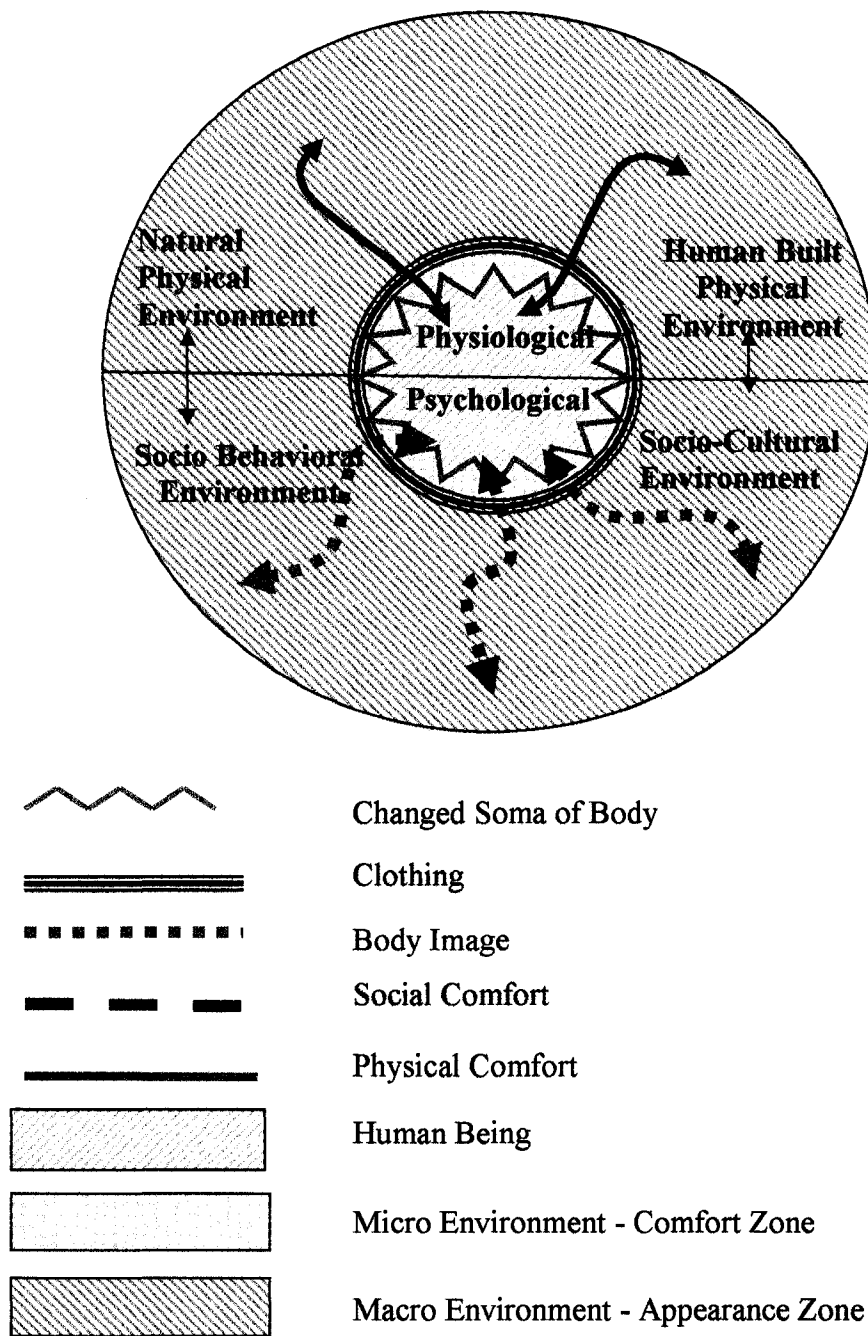 Natural
Physical
Environment
Human Built
Physical
Environment
Physiological
Psychological
Socio Behavioral
Environment
Socio-Cultural
Environment
Changed Soma of Body
Clothing
Body Image
Social Comfort
Physical Comfort
Human Being
Micro Environment - Comfort Zone
Macro Environment - Appearance Zone